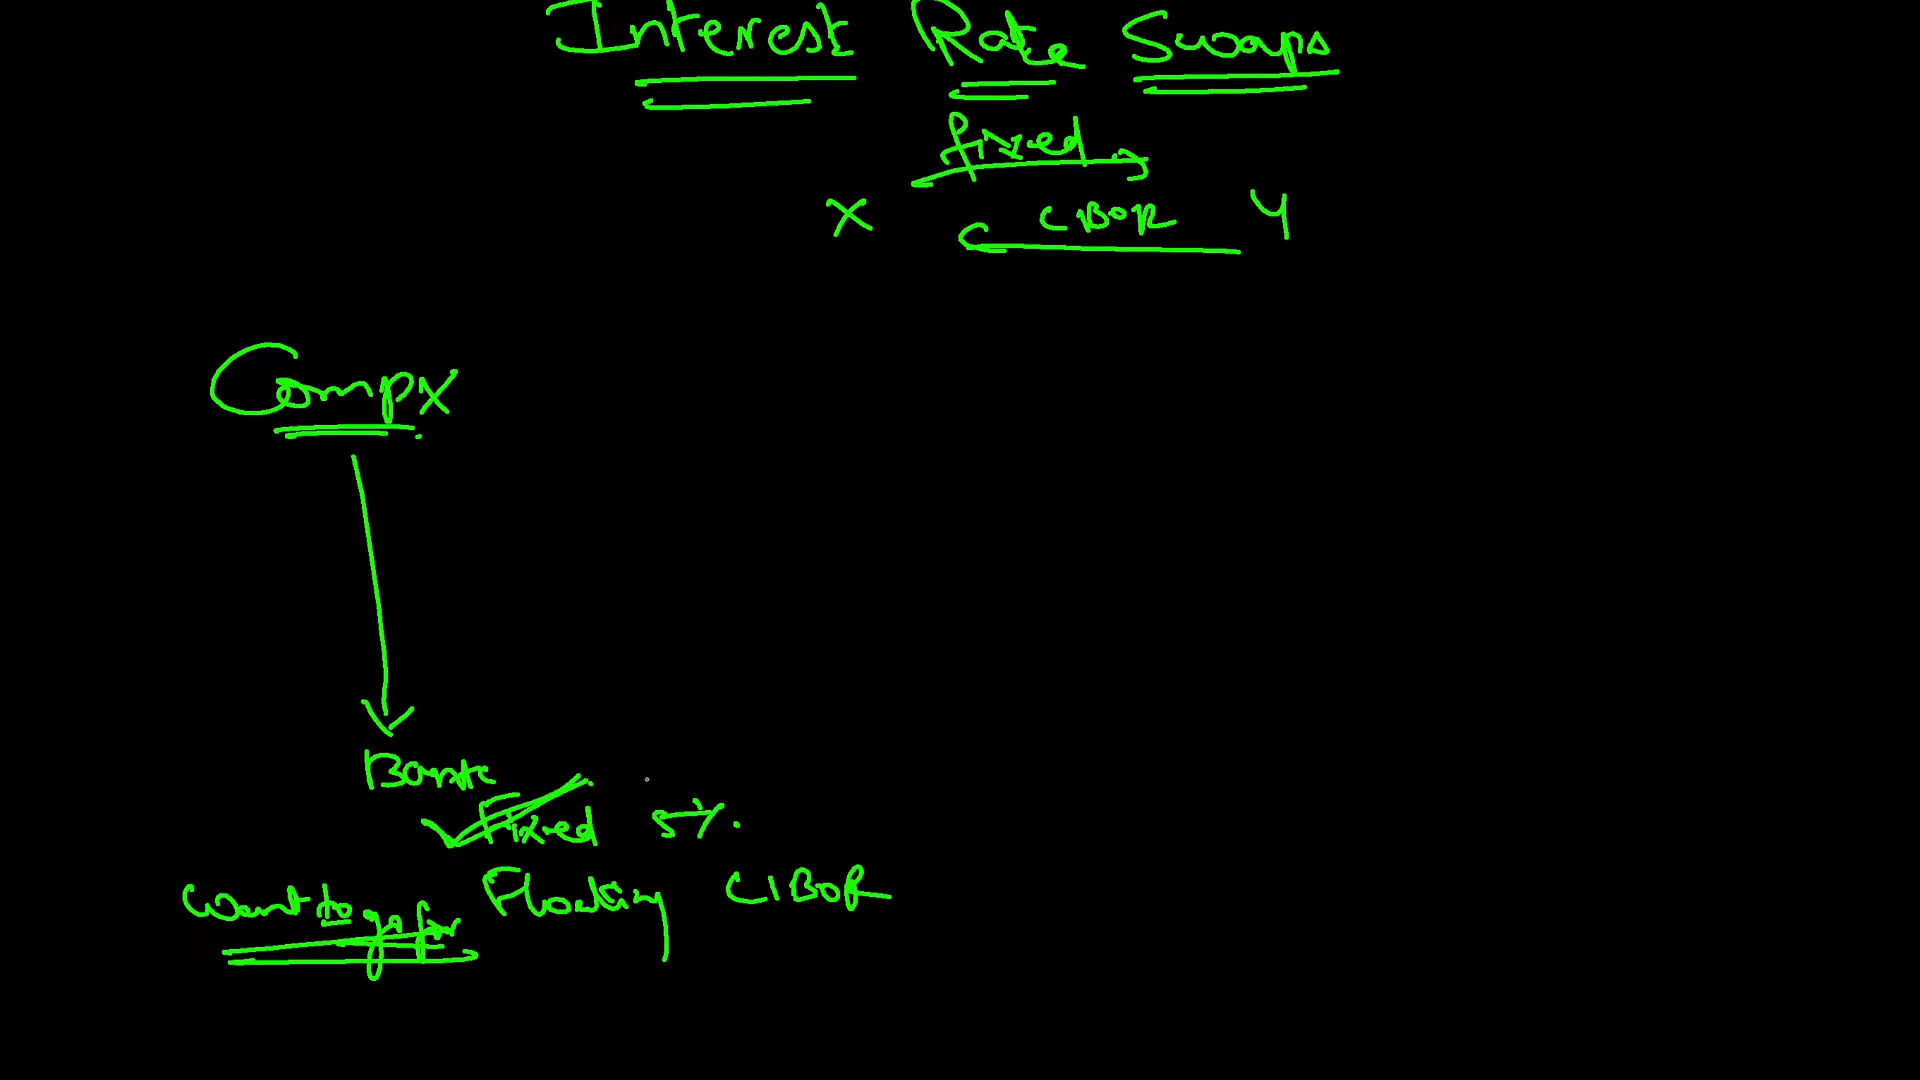 Interest Rate Swaps
fixed
X LIBOR Y
Comp X
Bank
Fixed 5%.
Want to go for Floating LIBOR